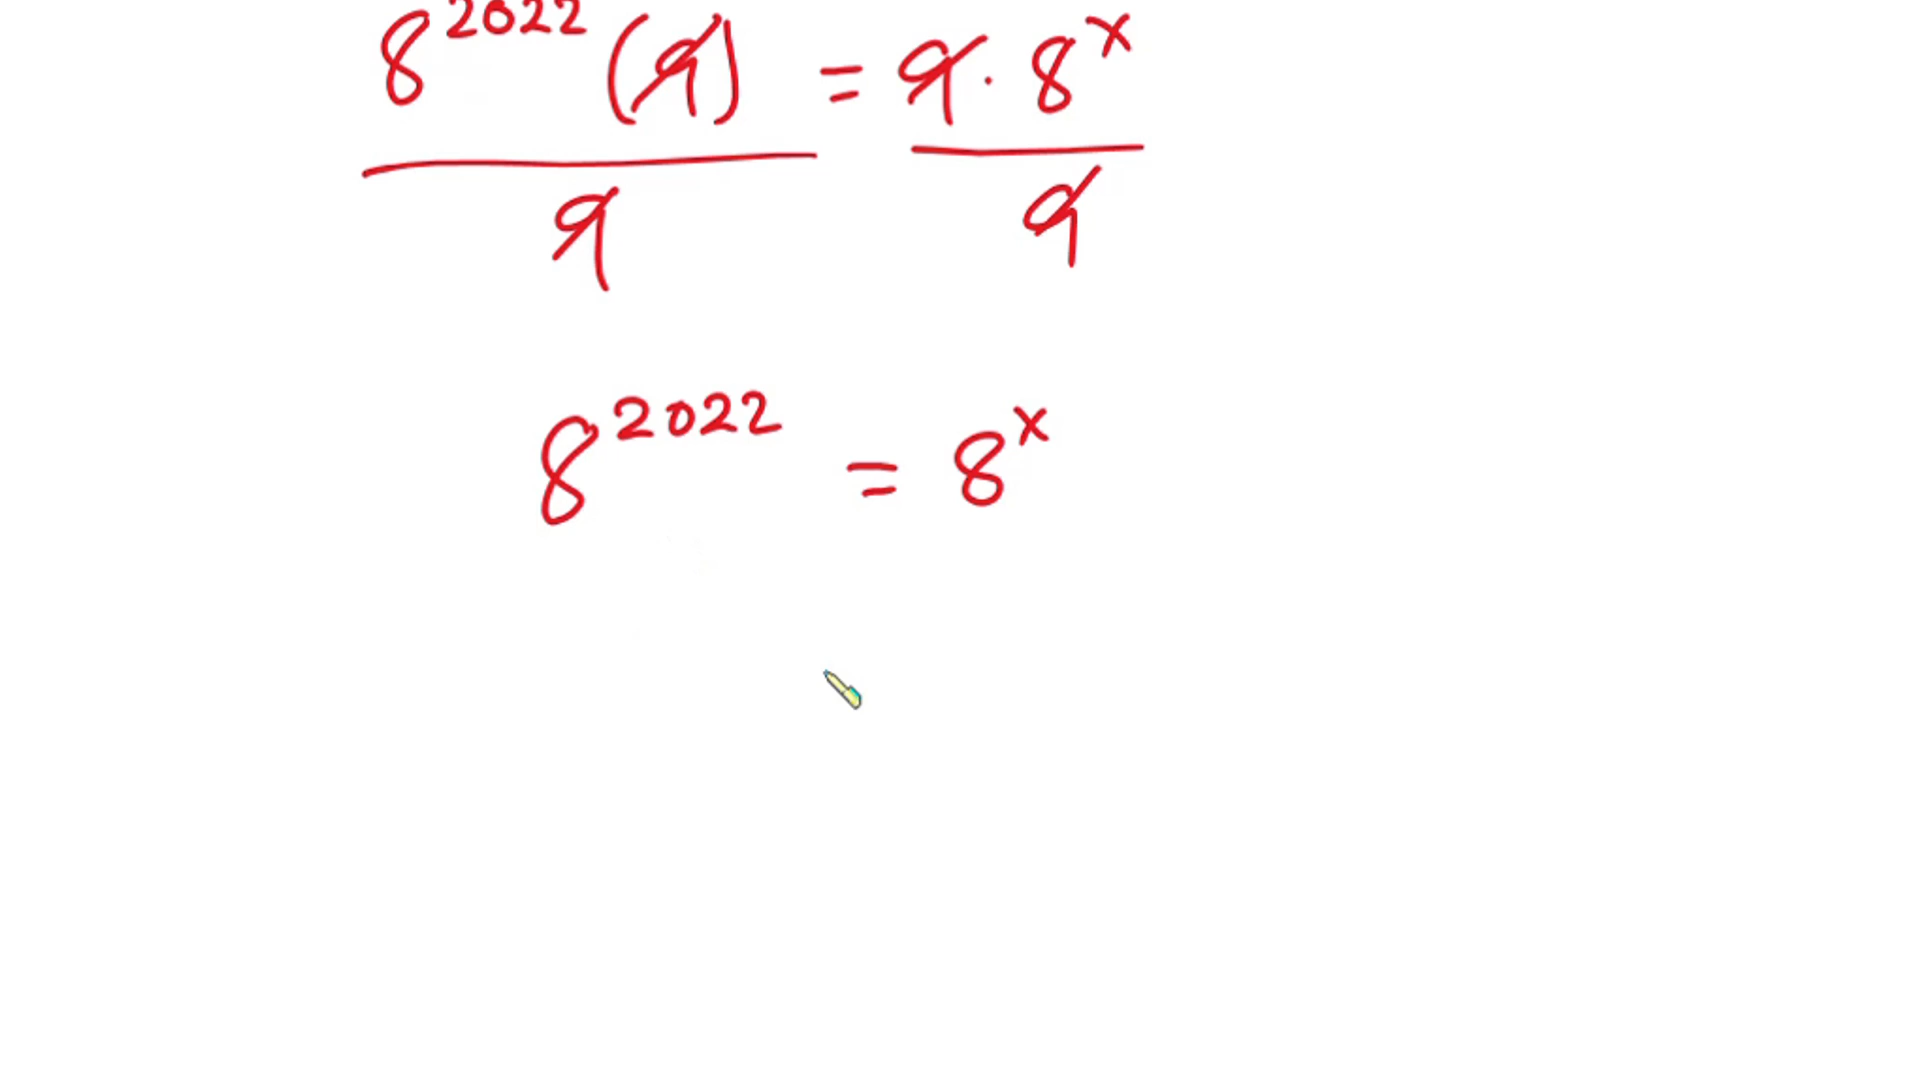 8^2022 (9) = 9 · 8^x
9 9
8^2022 = 8^x